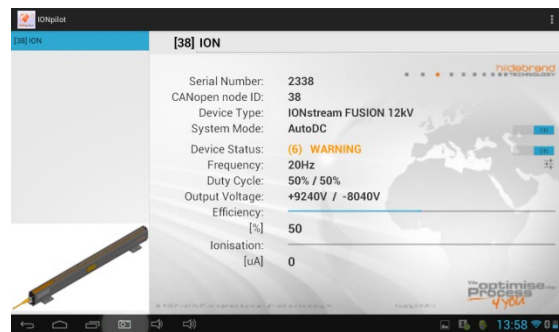 IONpilot
[38] ION
[38] ION
hildebrand
TECHNOLOGY
Serial Number: 2338
CANopen node ID: 38
Device Type: IONstream FUSION 12kV
System Mode: AutoDC
ON
Device Status: (6) WARNING
ON
Frequency: 20Hz
Duty Cycle: 50% / 50%
Output Voltage: +9240V / -8040V
Efficiency:
[%] 50
Ionisation:
[uA] 0
We optimise
Process
4 you
13:58